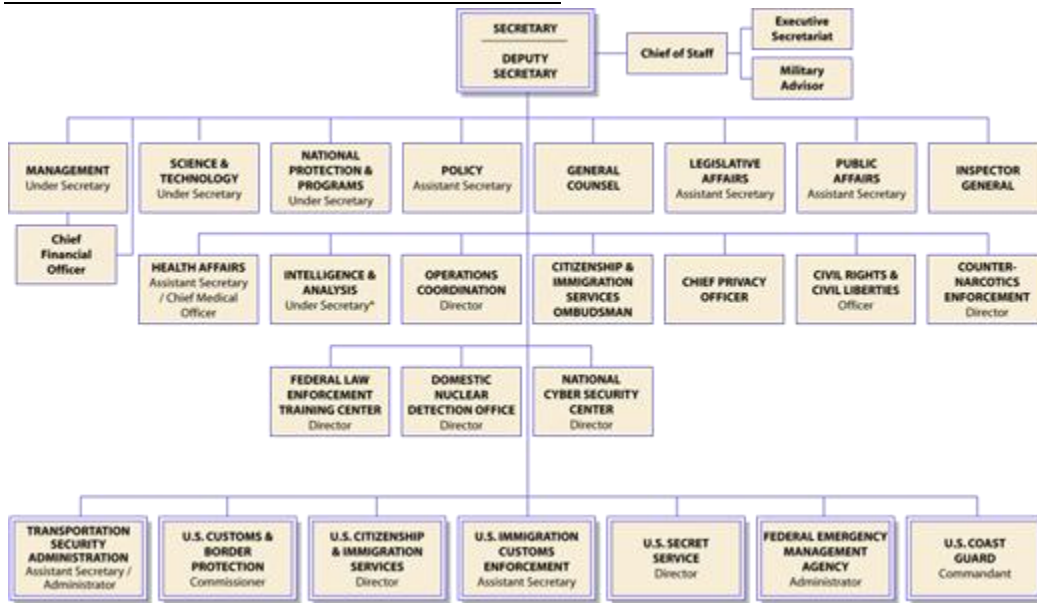 SECRETARY
DEPUTY
SECRETARY
Chief of Staff
Executive
Secretariat
Military
Advisor
MANAGEMENT
Under Secretary
SCIENCE &
TECHNOLOGY
Under Secretary
NATIONAL
PROTECTION &
PROGRAMS
Under Secretary
POLICY
Assistant Secretary
GENERAL
COUNSEL
LEGISLATIVE
AFFAIRS
Assistant Secretary
PUBLIC
AFFAIRS
Assistant Secretary
INSPECTOR
GENERAL
Chief
Financial
Officer
HEALTH AFFAIRS
Assistant Secretary
/ Chief Medical
Officer
INTELLIGENCE &
ANALYSIS
Under Secretary*
OPERATIONS
COORDINATION
Director
CITIZENSHIP &
IMMIGRATION
SERVICES
OMBUDSMAN
CHIEF PRIVACY
OFFICER
CIVIL RIGHTS &
CIVIL LIBERTIES
Officer
COUNTER-
NARCOTICS
ENFORCEMENT
Director
FEDERAL LAW
ENFORCEMENT
TRAINING CENTER
Director
DOMESTIC
NUCLEAR
DETECTION OFFICE
Director
NATIONAL
CYBER SECURITY
CENTER
Director
TRANSPORTATION
SECURITY
ADMINISTRATION
Assistant Secretary /
Administrator
U.S. CUSTOMS &
BORDER
PROTECTION
Commissioner
U.S. CITIZENSHIP
& IMMIGRATION
SERVICES
Director
U.S. IMMIGRATION
CUSTOMS
ENFORCEMENT
Assistant Secretary
U.S. SECRET
SERVICE
Director
FEDERAL EMERGENCY
MANAGEMENT
AGENCY
Administrator
U.S. COAST
GUARD
Commandant